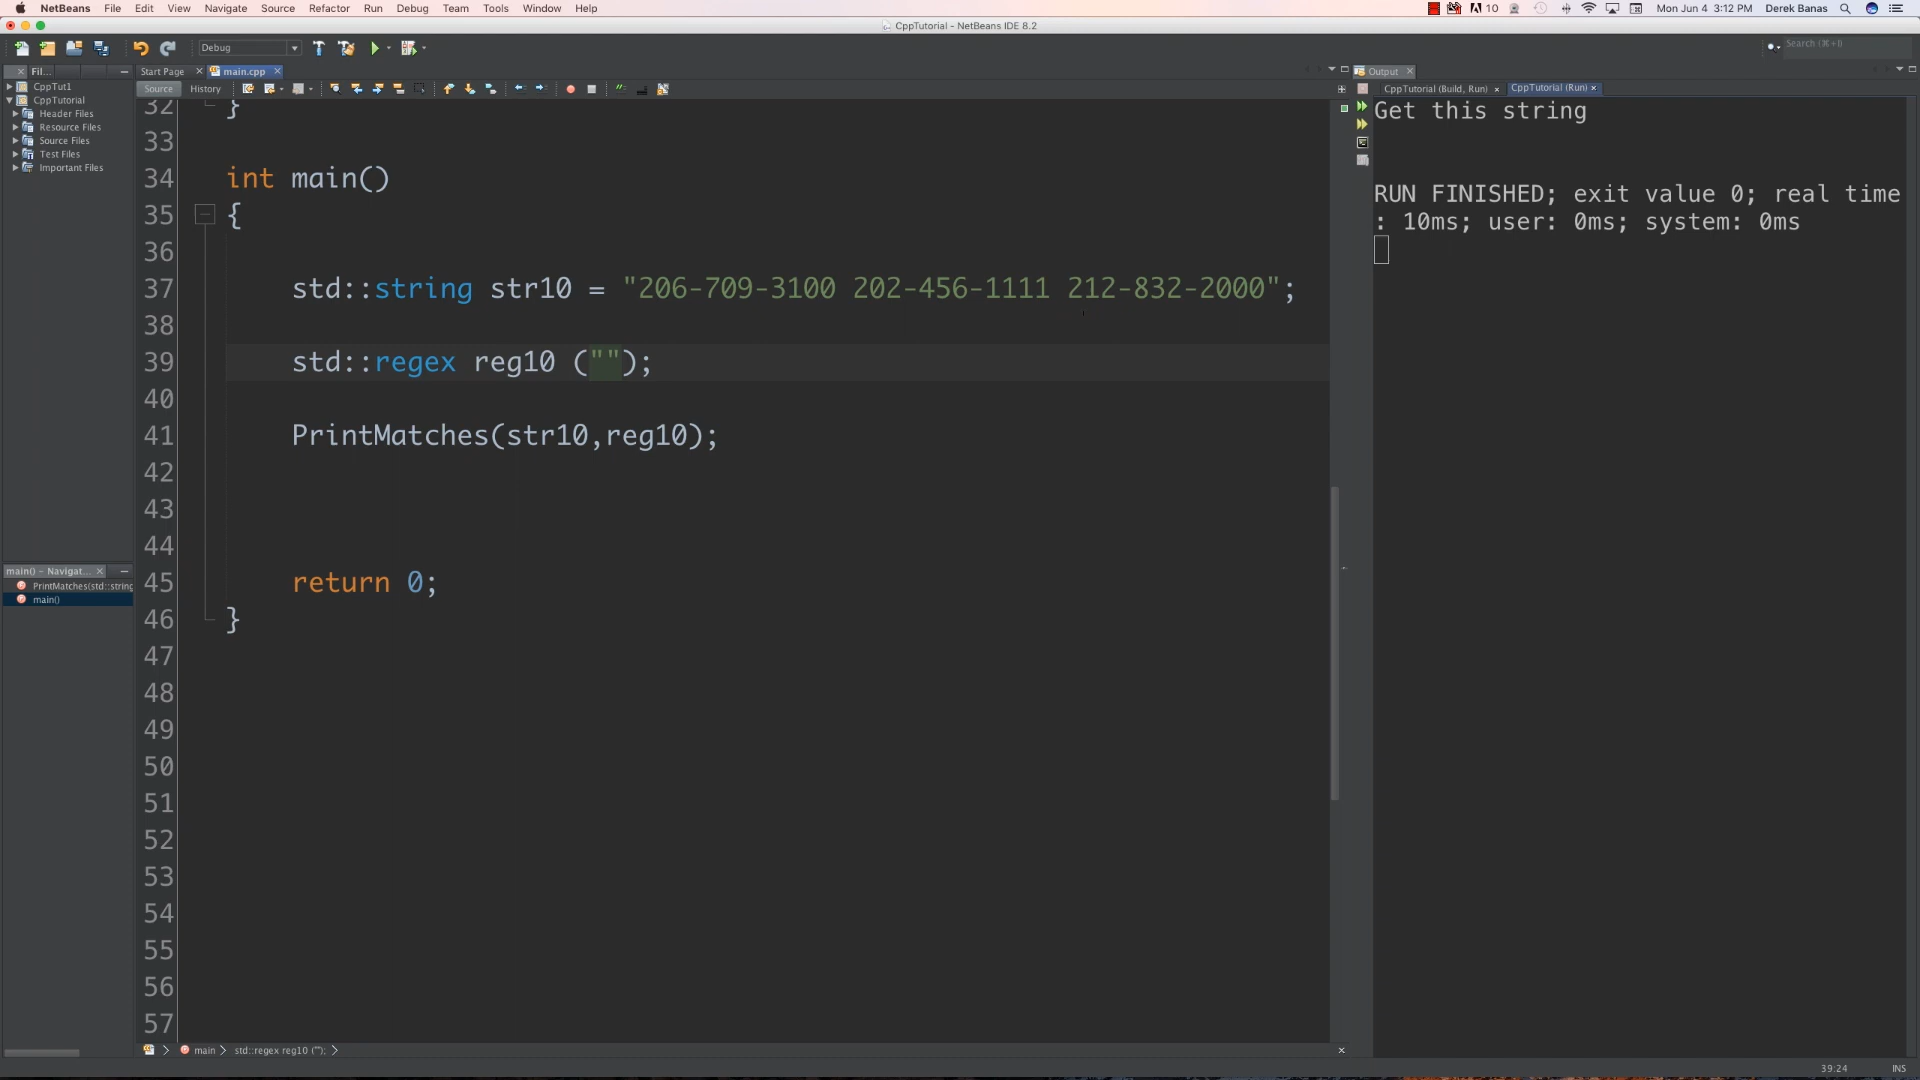 NetBeans File Edit View Navigate Source Refactor Run Debug Team Tools Window Help 10 Mon Jun 4 3:12 PM Derek Banas
CppTutorial - NetBeans IDE 8.2
Debug
Search (⌘+I)
Fil...
Start Page
main.cpp
Source
History
Output
CppTutorial (Build, Run)
CppTutorial (Run)
CppTut1
CppTutorial
Header Files
Resource Files
Source Files
Test Files
Important Files
main() – Navigat...
PrintMatches(std::string
main()
32 }
33
34 int main()
35 {
36
37 std::string str10 = "206-709-3100 202-456-1111 212-832-2000";
38
39 std::regex reg10 ("");
40
41 PrintMatches(str10,reg10);
42
43
44
45 return 0;
46 }
47
48
49
50
51
52
53
54
55
56
57
Get this string
RUN FINISHED; exit value 0; real time
: 10ms; user: 0ms; system: 0ms
main
std::regex reg10 ("");
39:24
INS